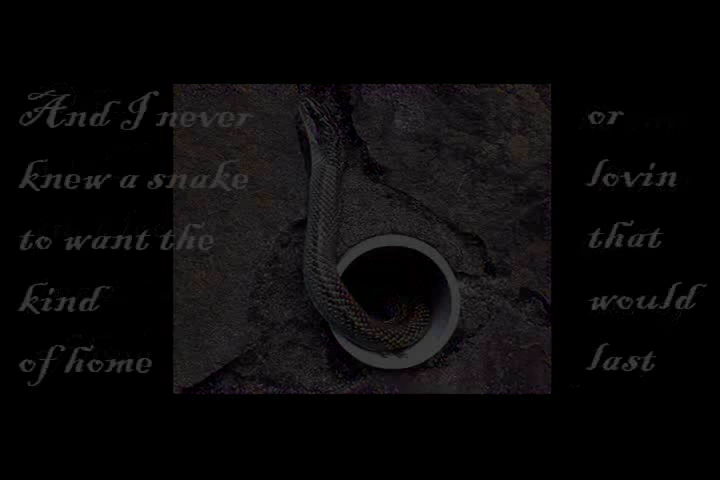 And I never
knew a snake
to want the
kind
of home
or
lovin
that
would
last